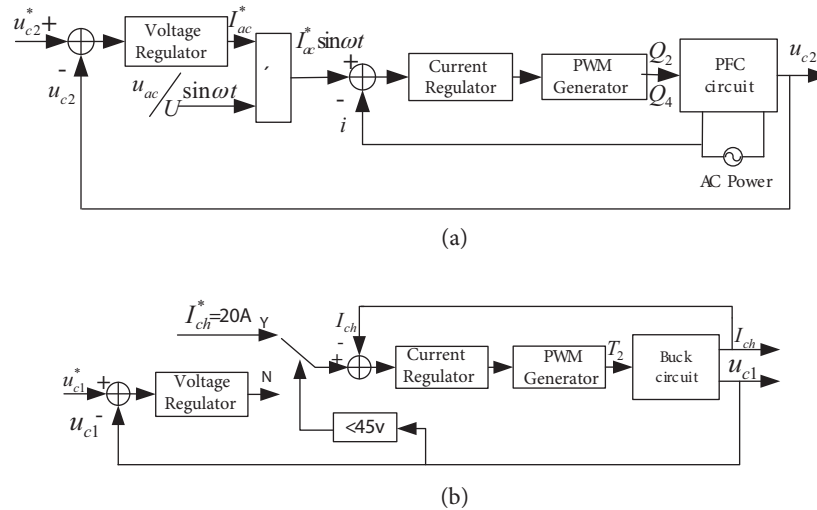 u*c2 +
-
uc2
Voltage
Regulator
I*ac
uac/U sinωt
′
I*ac sinωt
+
-
i
Current
Regulator
PWM
Generator
Q2
Q4
PFC
circuit
uc2
AC Power
(a)
I*ch=20A Y
u*c1 +
-
uc1
Voltage
Regulator
N
Ich
-
+
Current
Regulator
PWM
Generator
T2
Buck
circuit
Ich
uc1
<45v
(b)